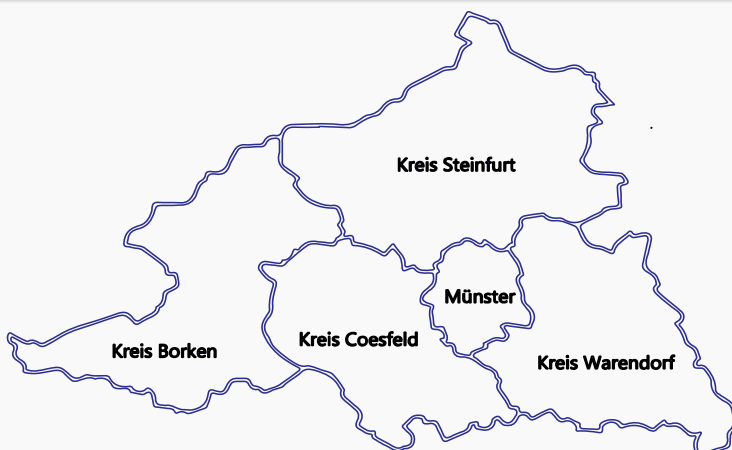 Kreis Steinfurt
Münster
Kreis Coesfeld
Kreis Borken
Kreis Warendorf